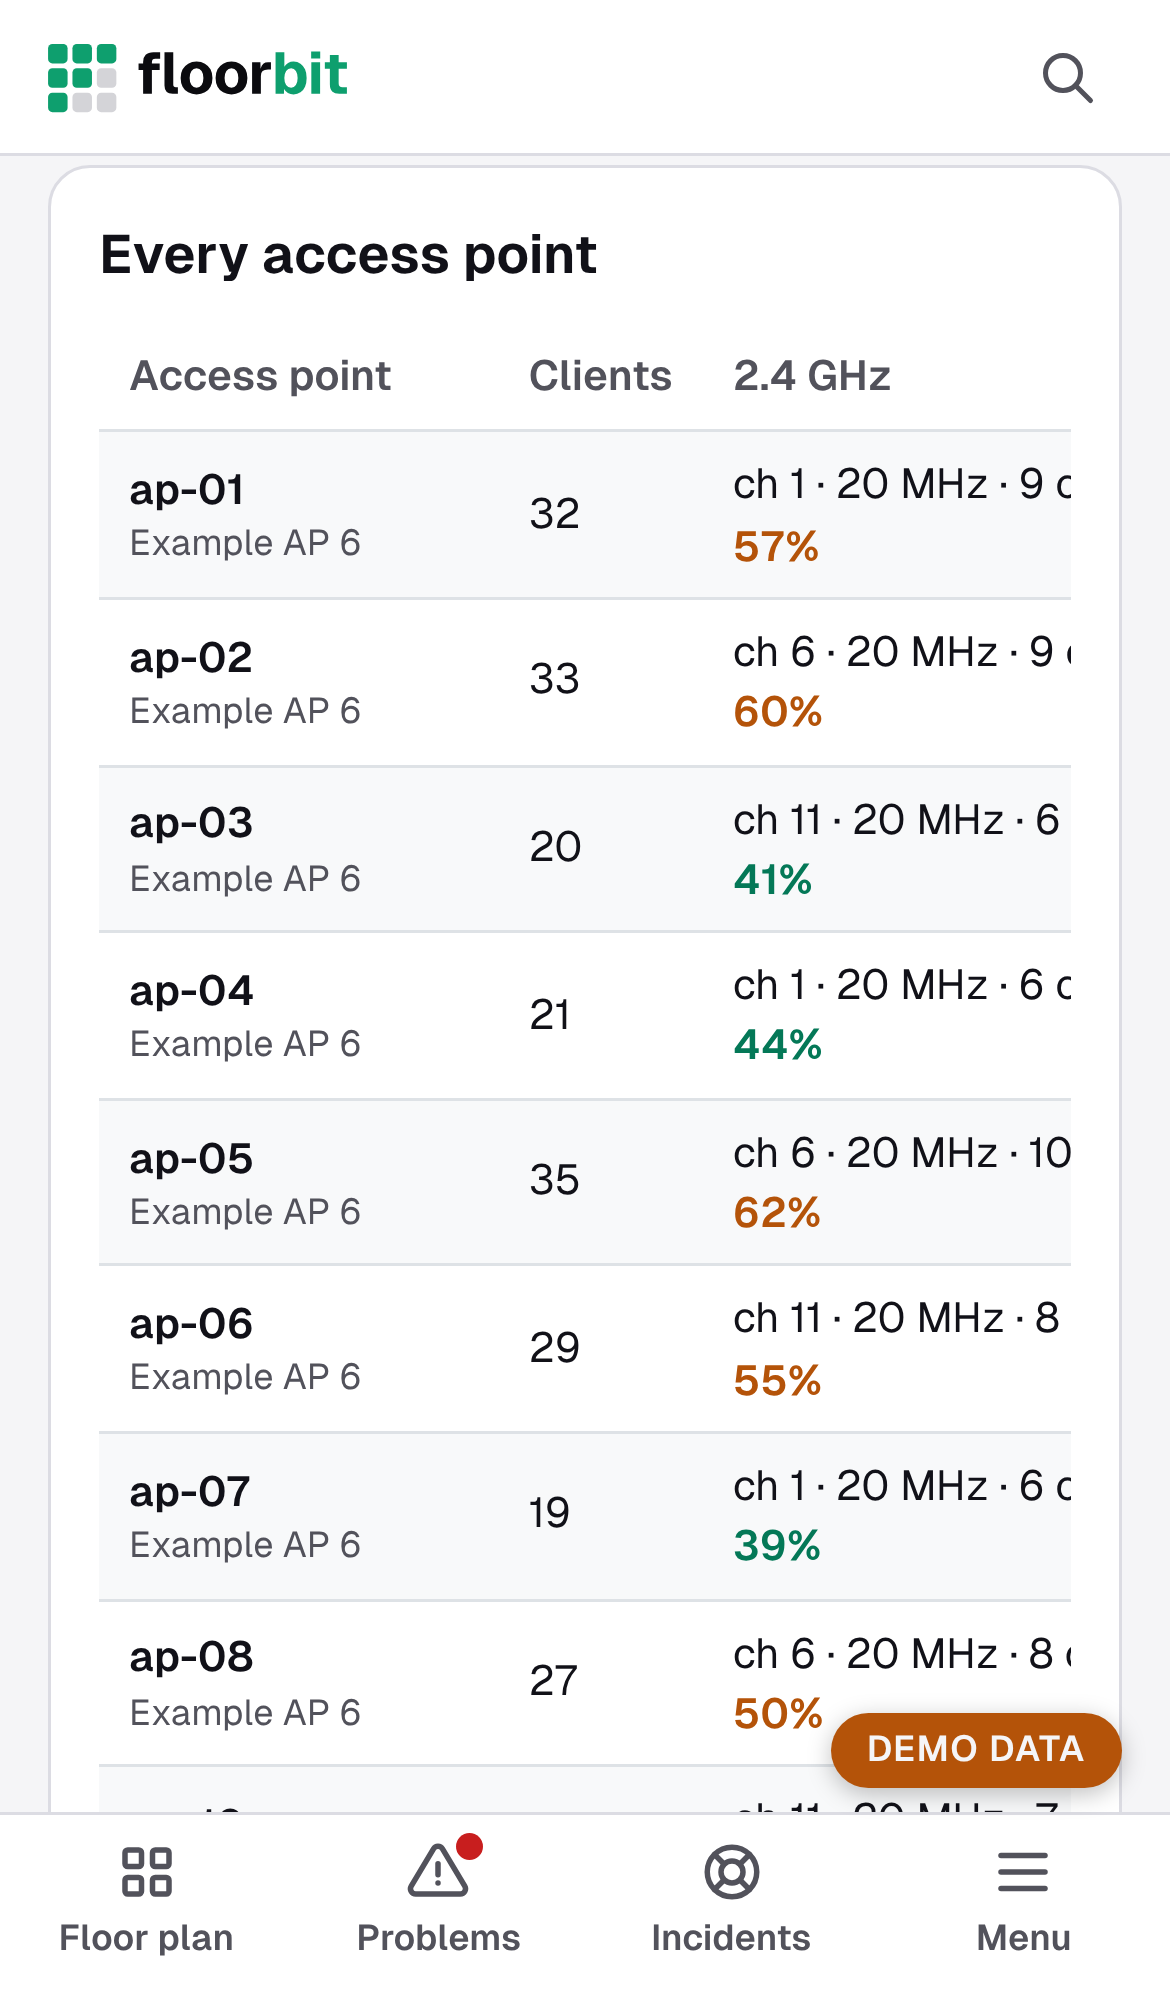 floorbit
Every access point
Access point Clients 2.4 GHz
ap-01
Example AP 6
32
ch 1 · 20 MHz · 9
57%
ap-02
Example AP 6
33
ch 6 · 20 MHz · 9
60%
ap-03
Example AP 6
20
ch 11 · 20 MHz · 6
41%
ap-04
Example AP 6
21
ch 1 · 20 MHz · 6
44%
ap-05
Example AP 6
35
ch 6 · 20 MHz · 10
62%
ap-06
Example AP 6
29
ch 11 · 20 MHz · 8
55%
ap-07
Example AP 6
19
ch 1 · 20 MHz · 6
39%
ap-08
Example AP 6
27
ch 6 · 20 MHz · 8
50%
DEMO DATA
ch 11 · 20 MHz · 7
Floor plan Problems Incidents Menu